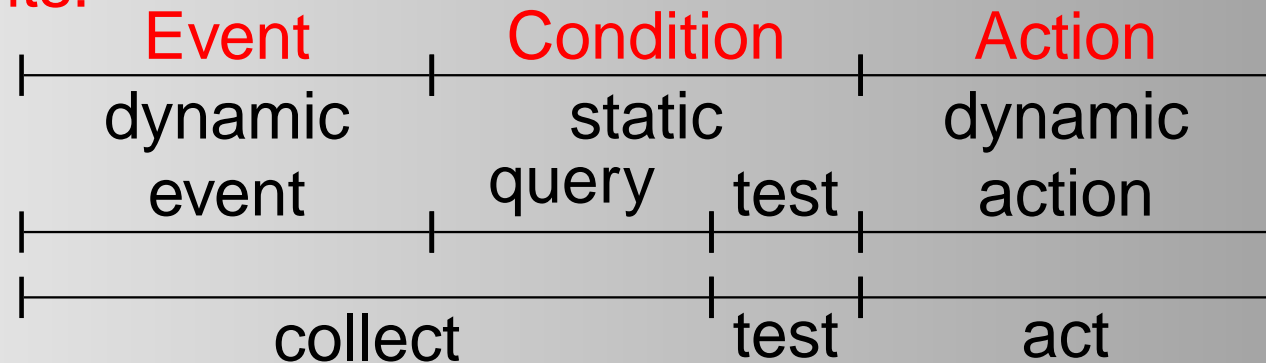 Event Condition Action
dynamic static dynamic
event query test action
collect test act